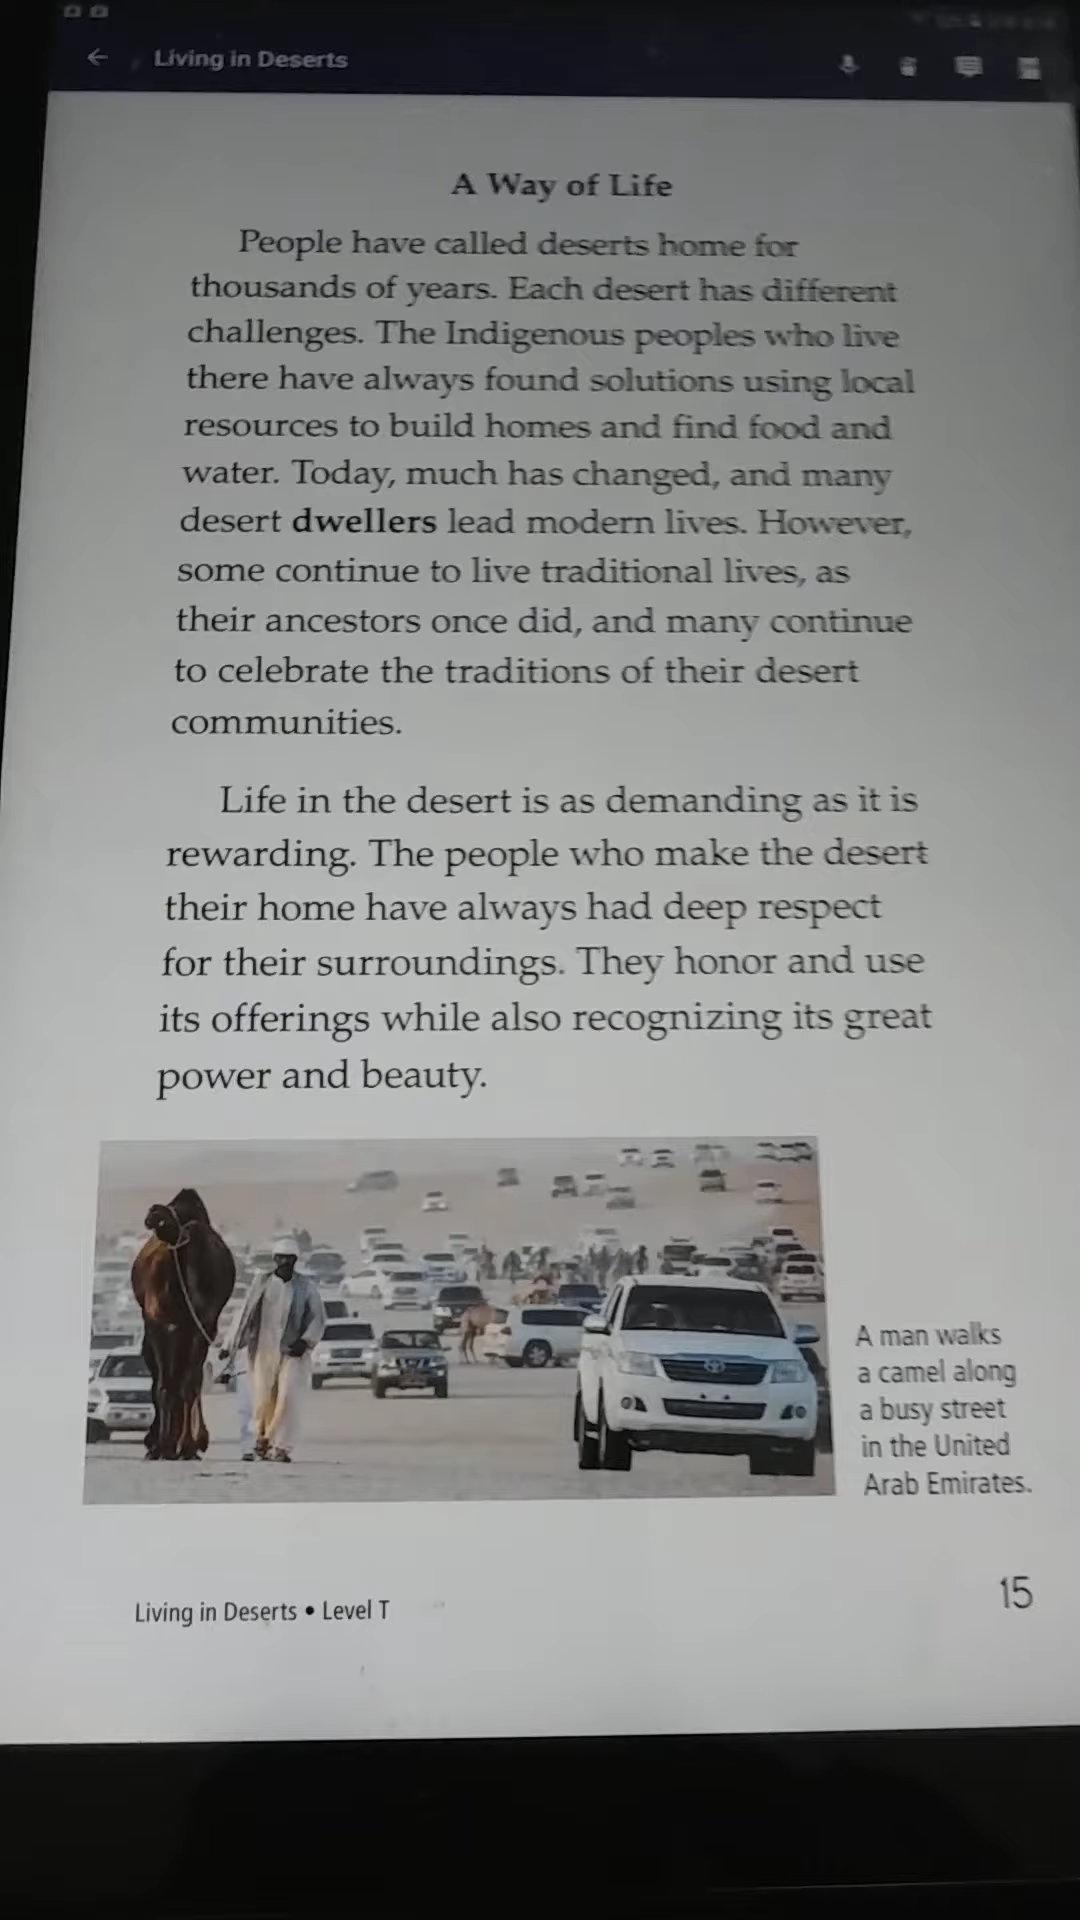 Living in Deserts
A Way of Life
People have called deserts home for
thousands of years. Each desert has different
challenges. The Indigenous peoples who live
there have always found solutions using local
resources to build homes and find food and
water. Today, much has changed, and many
desert dwellers lead modern lives. However,
some continue to live traditional lives, as
their ancestors once did, and many continue
to celebrate the traditions of their desert
communities.
Life in the desert is as demanding as it is
rewarding. The people who make the desert
their home have always had deep respect
for their surroundings. They honor and use
its offerings while also recognizing its great
power and beauty.
A man walks
a camel along
a busy street
in the United
Arab Emirates.
Living in Deserts • Level T
15